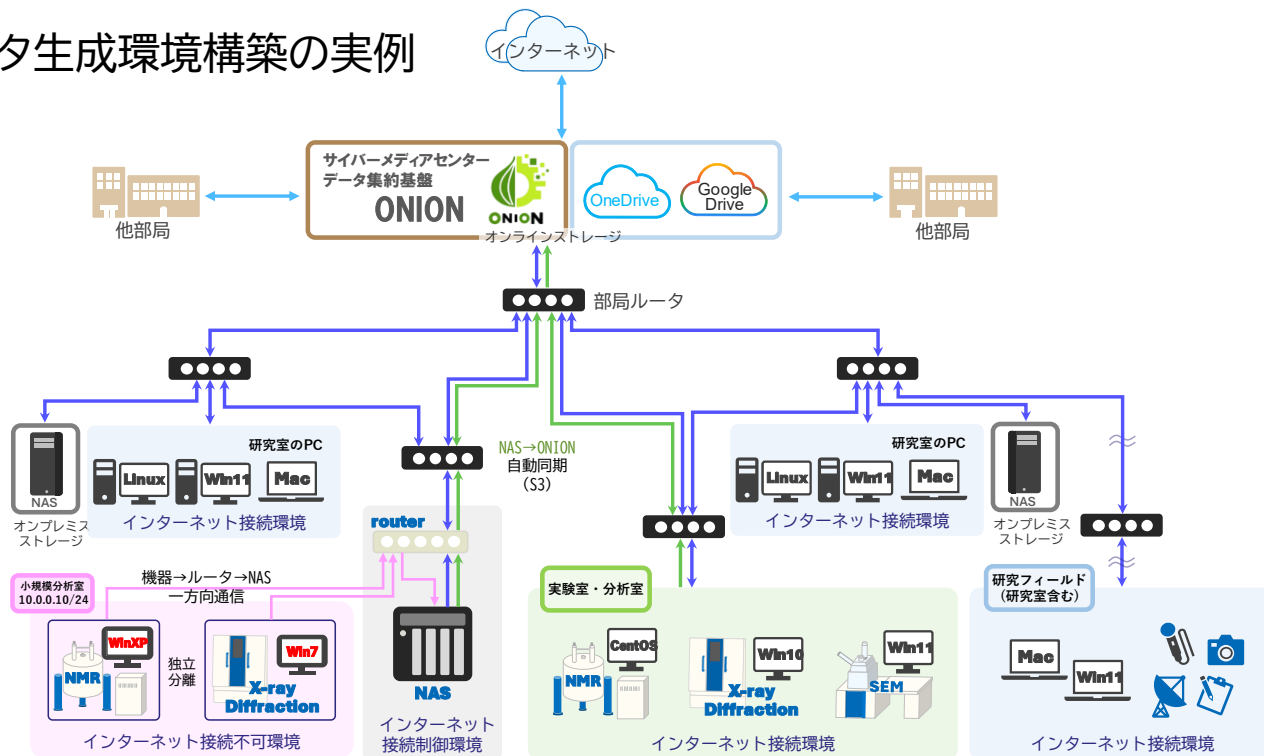 タ生成環境構築の実例
インターネット
サイバーメディアセンター
データ集約基盤
ONION
ONION
OneDrive
Google
Drive
オンラインストレージ
他部局
他部局
部局ルータ
NAS→ONION
自動同期
(S3)
NAS
オンプレミス
ストレージ
研究室のPC
Linux
Win11
Mac
インターネット接続環境
研究室のPC
Linux
Win11
Mac
インターネット接続環境
NAS
オンプレミス
ストレージ
router
小規模分析室
10.0.0.10/24
機器→ルータ→NAS
一方向通信
WinXP
NMR
独立
分離
Win7
X-ray
Diffraction
インターネット接続不可環境
NAS
インターネット
接続制御環境
実験室・分析室
CentOS
NMR
Win10
X-ray
Diffraction
Win11
SEM
インターネット接続環境
研究フィールド
(研究室含む)
Mac
Win11
インターネット接続環境